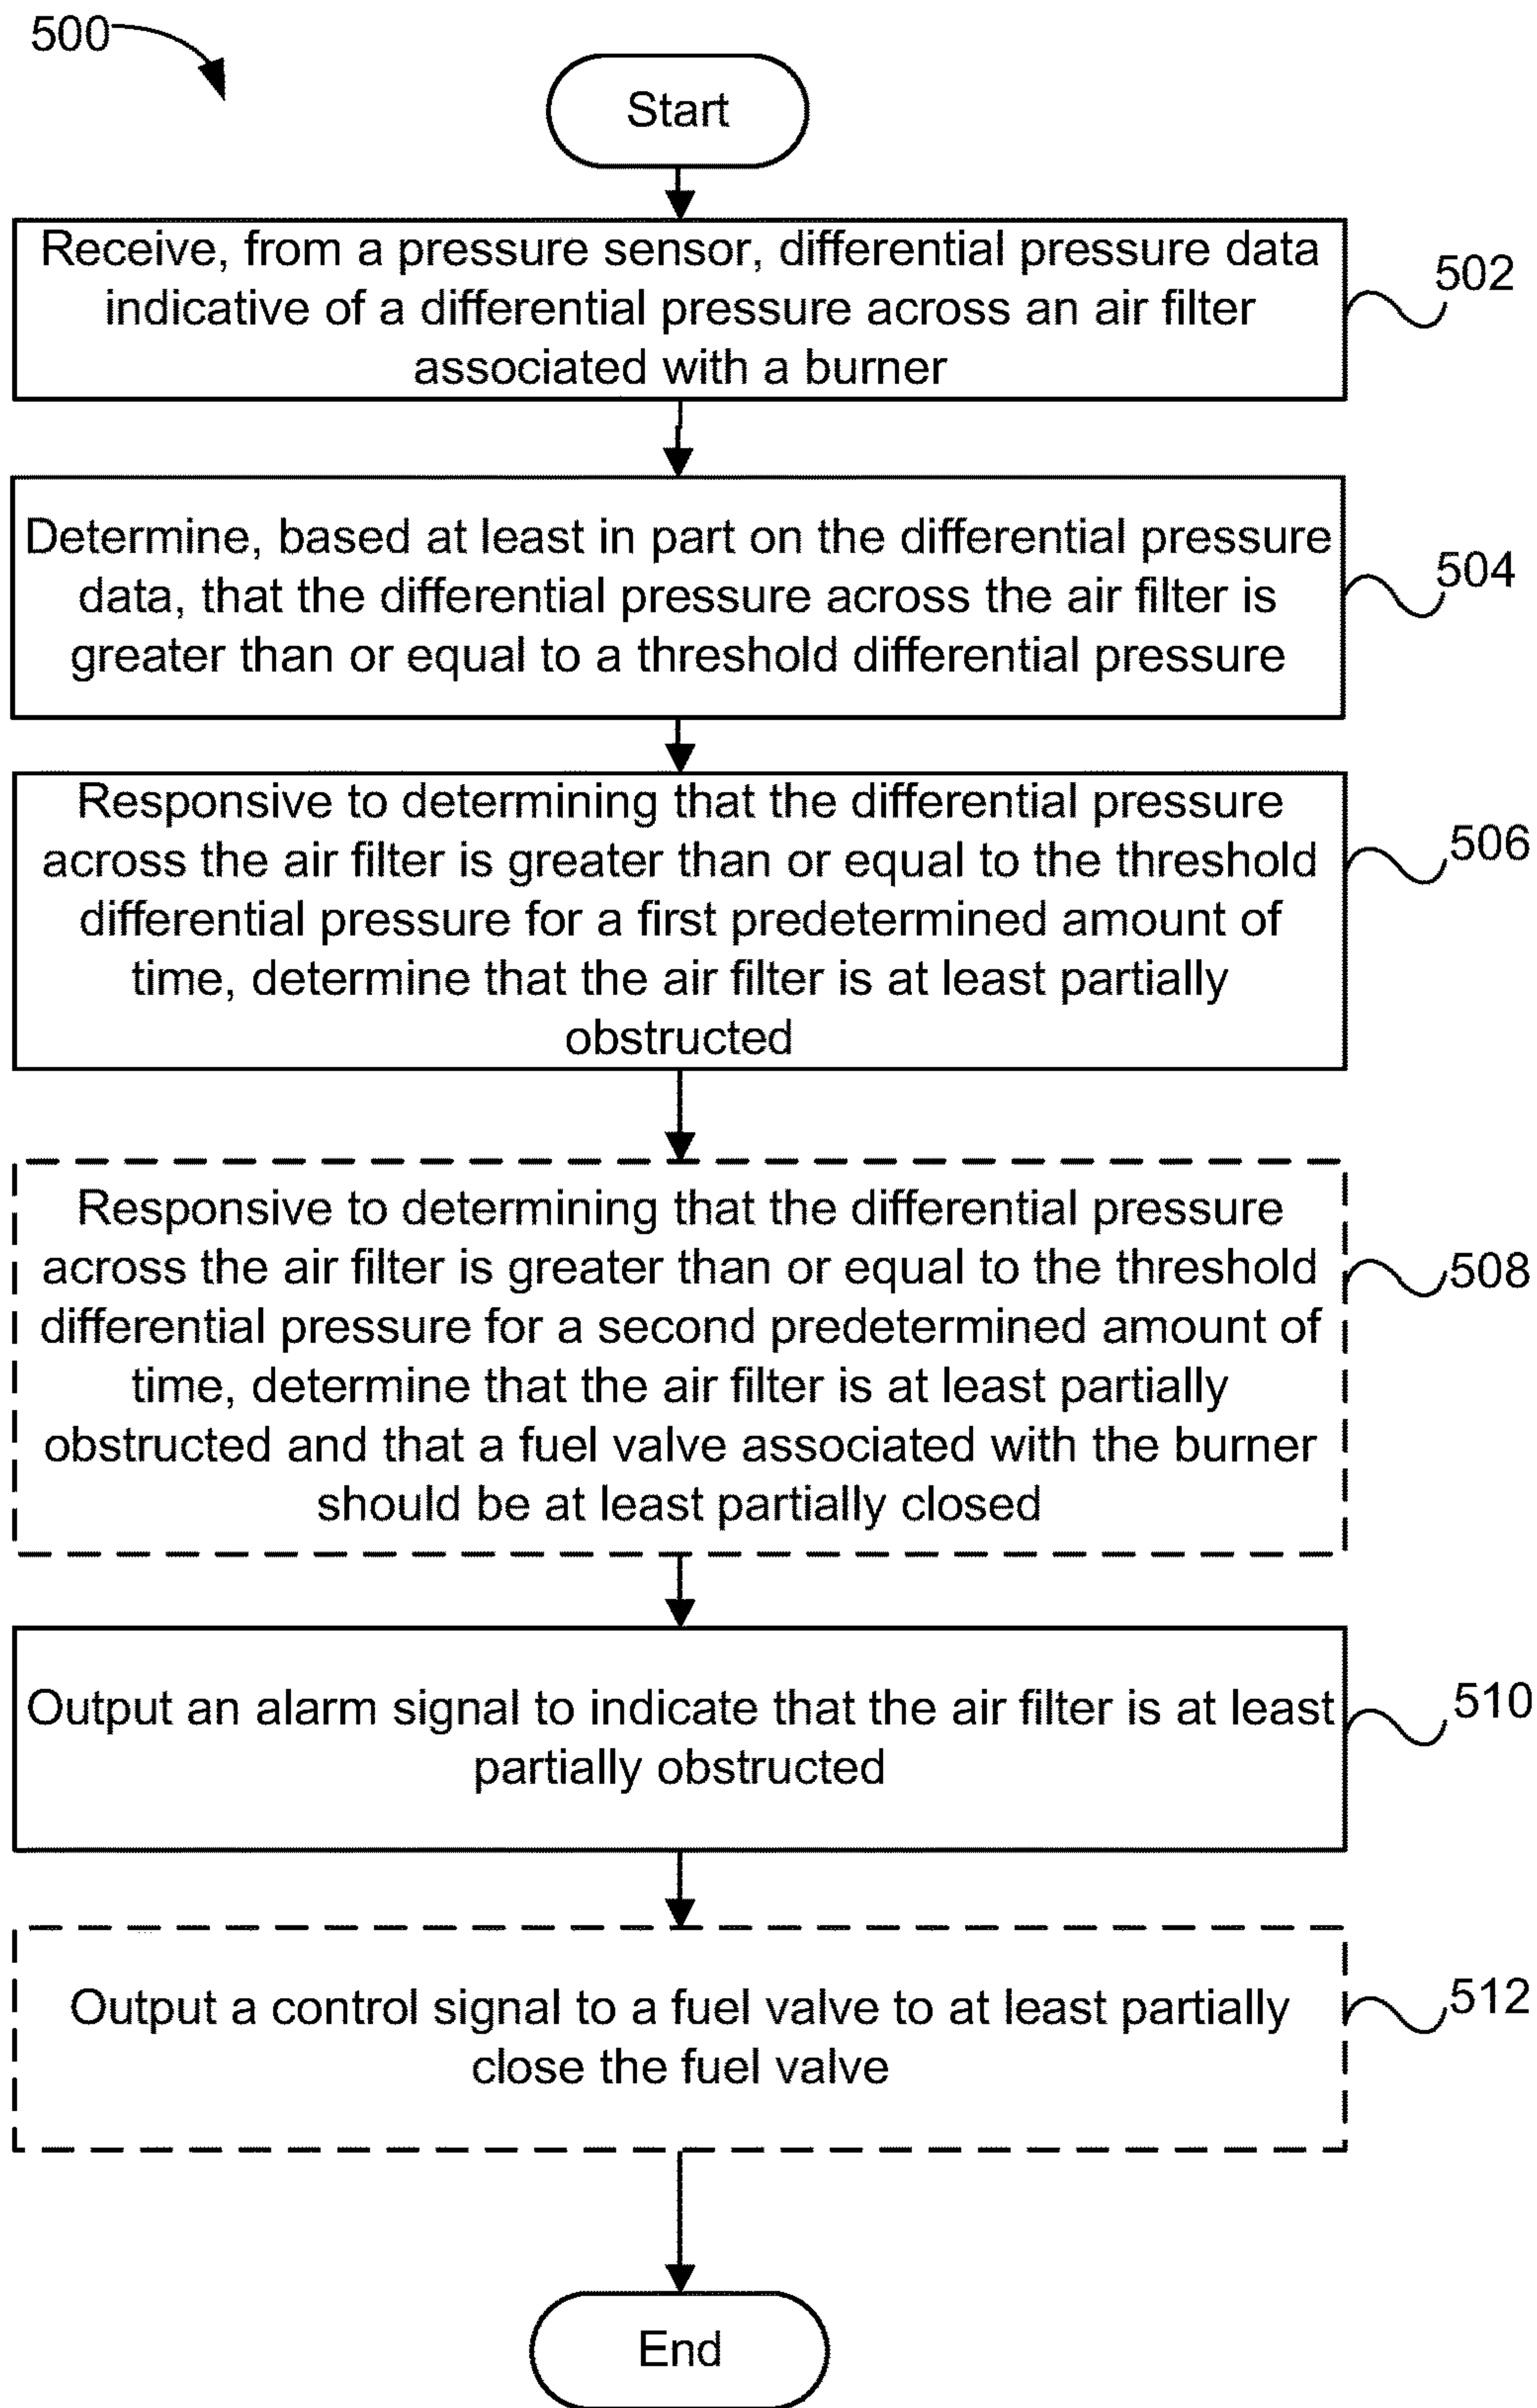 500
Start
Receive, from a pressure sensor, differential pressure data
indicative of a differential pressure across an air filter
associated with a burner
502
Determine, based at least in part on the differential pressure
data, that the differential pressure across the air filter is
greater than or equal to a threshold differential pressure
504
Responsive to determining that the differential pressure
across the air filter is greater than or equal to the threshold
differential pressure for a first predetermined amount of
time, determine that the air filter is at least partially
obstructed
506
Responsive to determining that the differential pressure
across the air filter is greater than or equal to the threshold
differential pressure for a second predetermined amount of
time, determine that the air filter is at least partially
obstructed and that a fuel valve associated with the burner
should be at least partially closed
508
Output an alarm signal to indicate that the air filter is at least
partially obstructed
510
Output a control signal to a fuel valve to at least partially
close the fuel valve
512
End